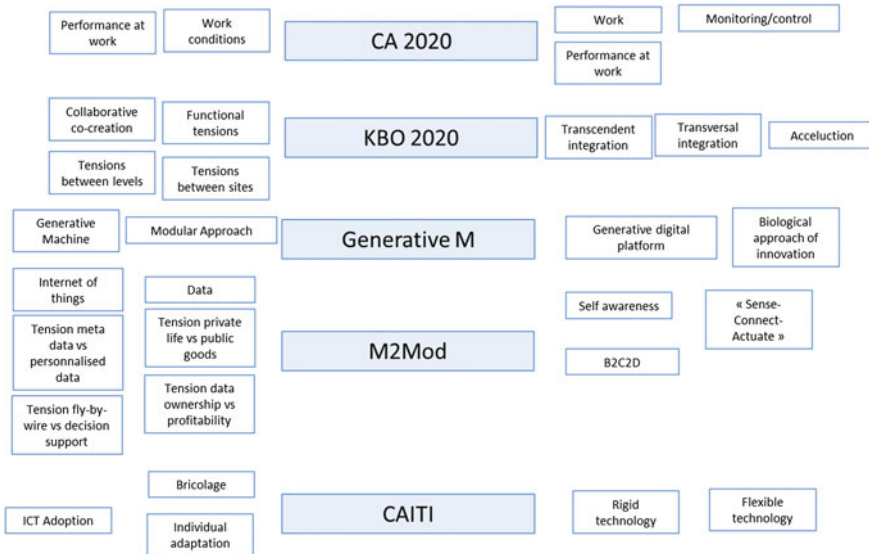 Performance at
work
Work
conditions
CA 2020
Work
Monitoring/control
Performance at
work
Collaborative
co-creation
Functional
tensions
KBO 2020
Transcendent
integration
Transversal
integration
Acceluction
Tensions
between levels
Tensions
between sites
Generative
Machine
Modular Approach
Generative M
Generative digital
platform
Biological
approach of
innovation
Internet of
things
Data
Self awareness
« Sense-
Connect-
Actuate »
Tension meta
data vs
personnalised
data
Tension private
life vs public
goods
M2Mod
B2C2D
Tension fly-by-
wire vs decision
support
Tension data
ownership vs
profitability
Bricolage
ICT Adoption
Individual
adaptation
CAITI
Rigid
technology
Flexible
technology